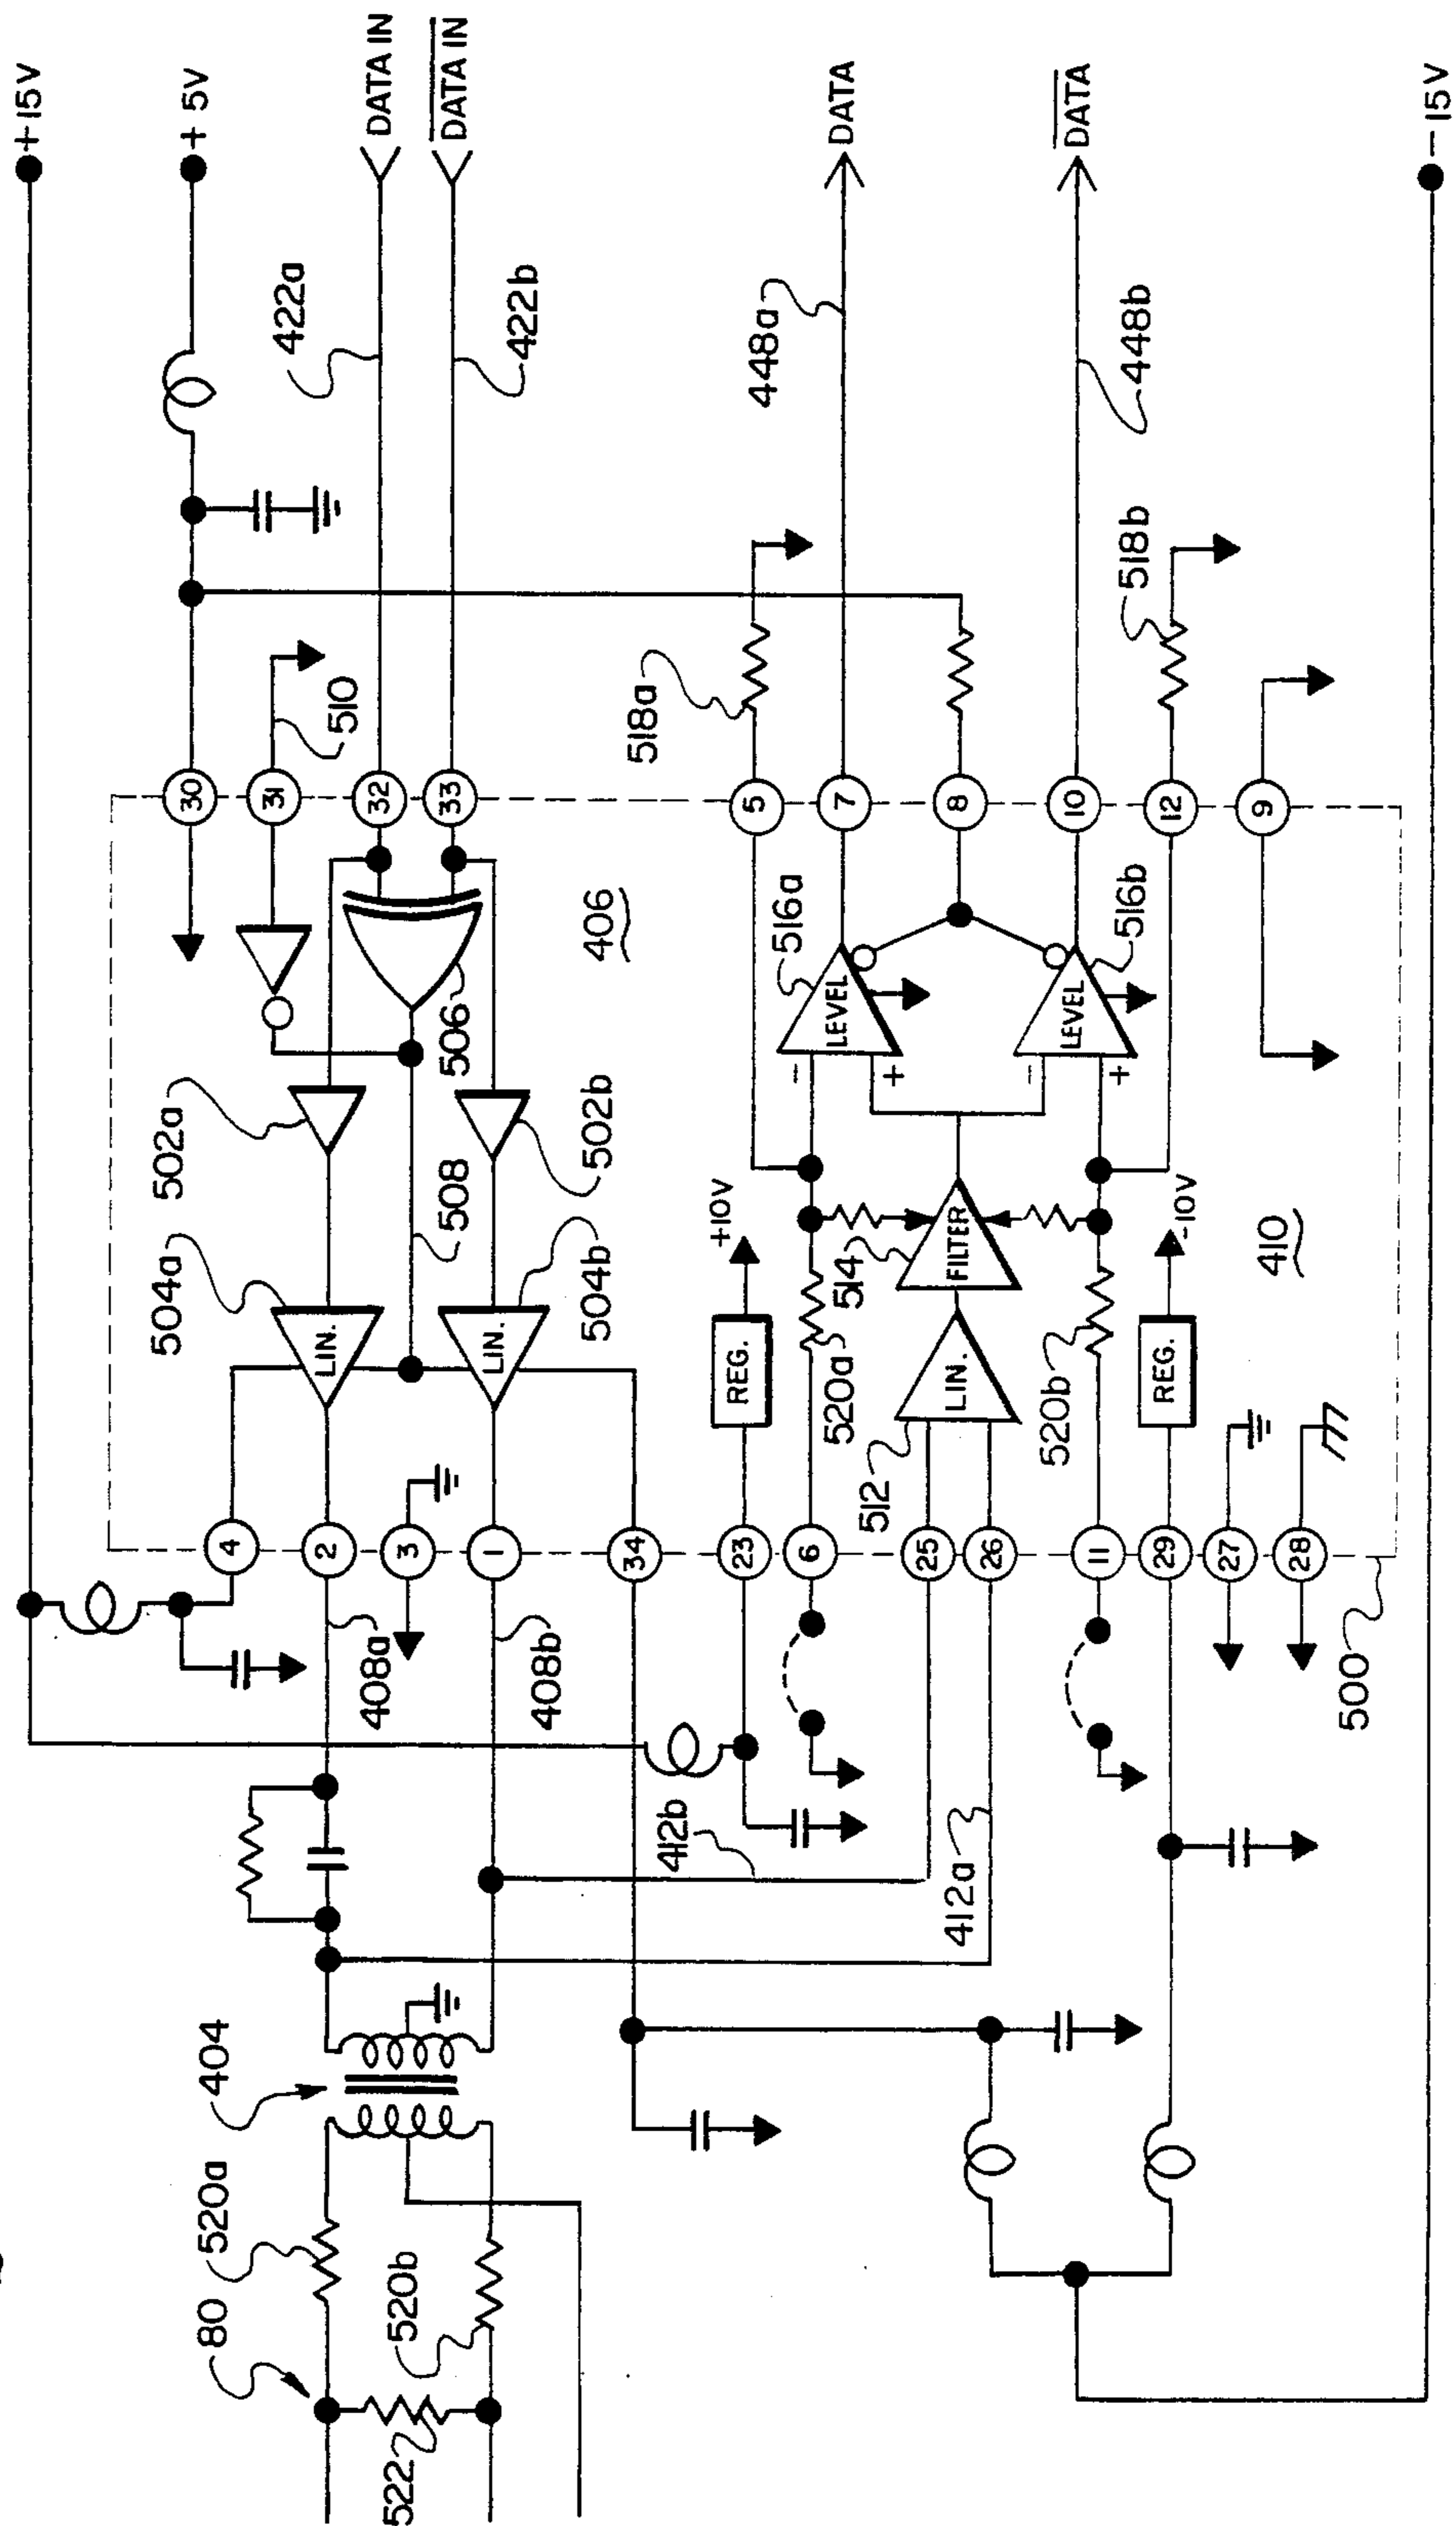 +15V
4
504a
502a
30
+5V
80
520a
404
31
510
422a
2
LIN.
32
DATA IN
522
520b
408a
3
508
506
33
DATA IN
1
LIN.
504b
502b
422b
408b
406
34
518a
412b
23
REG.
+10V
5
448a
6
520a
514
516a
LEVEL
-
+
7
DATA
512
25
412a
26
LIN.
FILTER
8
520b
-
+
LEVEL
10
DATA
11
516b
448b
518b
29
REG.
-10V
12
27
410
9
28
500
-15V